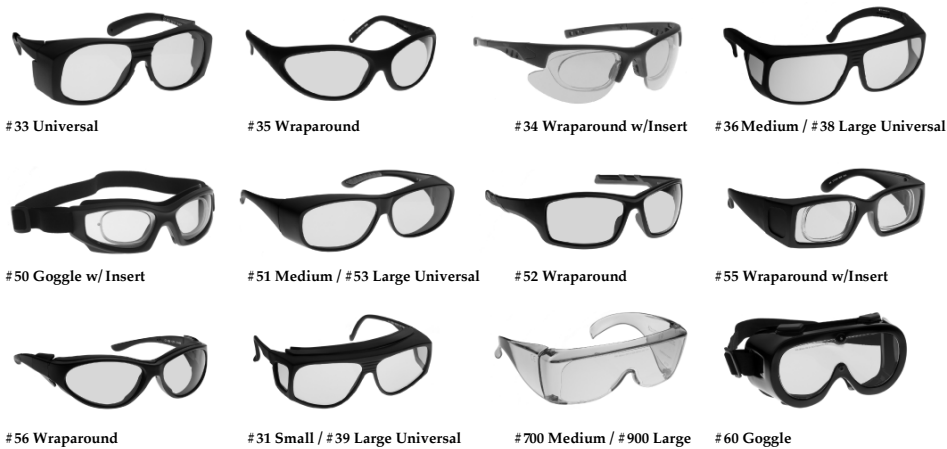 #33 Universal
#35 Wraparound
#34 Wraparound w/Insert
#36 Medium / #38 Large Universal
#50 Goggle w/ Insert
#51 Medium / #53 Large Universal
#52 Wraparound
#55 Wraparound w/Insert
#56 Wraparound
#31 Small / #39 Large Universal
#700 Medium / #900 Large
#60 Goggle